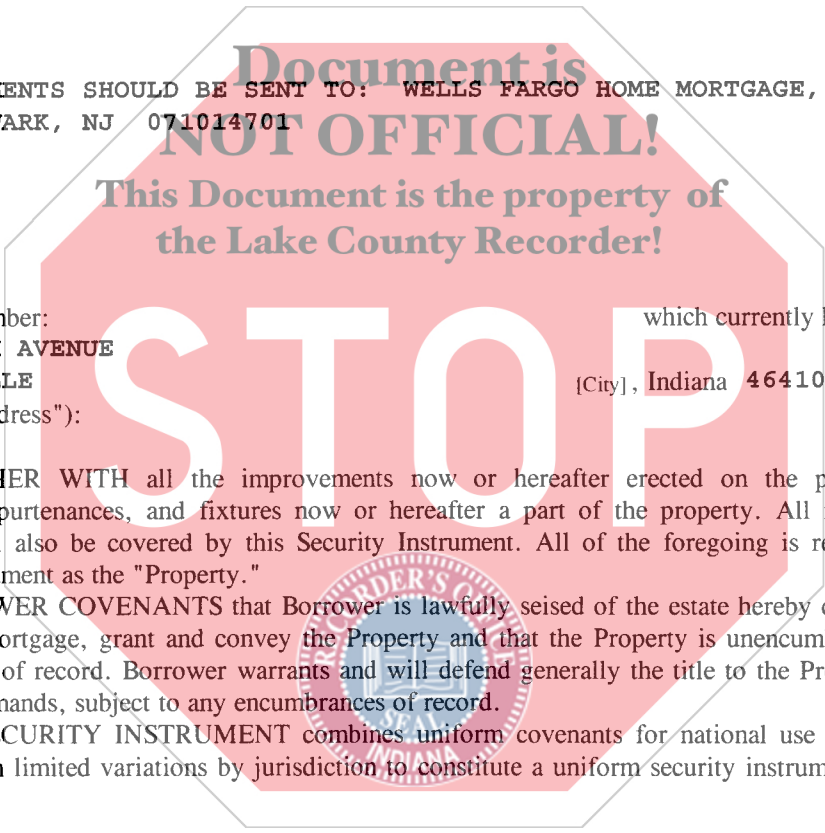 Document is
ENTS SHOULD BE SENT TO: WELLS FARGO HOME MORTGAGE,
ARK, NJ 071014701
NOT OFFICIAL!
This Document is the property of
the Lake County Recorder!
ber: which currently
AVENUE
LE [City], Indiana 46410
dress"):
STOP
HER WITH all the improvements now or hereafter erected on the p
purtenances, and fixtures now or hereafter a part of the property. All
also be covered by this Security Instrument. All of the foregoing is re
ment as the "Property."
WER COVENANTS that Borrower is lawfully seised of the estate hereby
ortgage, grant and convey the Property and that the Property is unencum
of record. Borrower warrants and will defend generally the title to the Pr
mands, subject to any encumbrances of record.
CURITY INSTRUMENT combines uniform covenants for national use
limited variations by jurisdiction to constitute a uniform security instrum
RECORDER'S OFFICE
SEAL
INDIANA